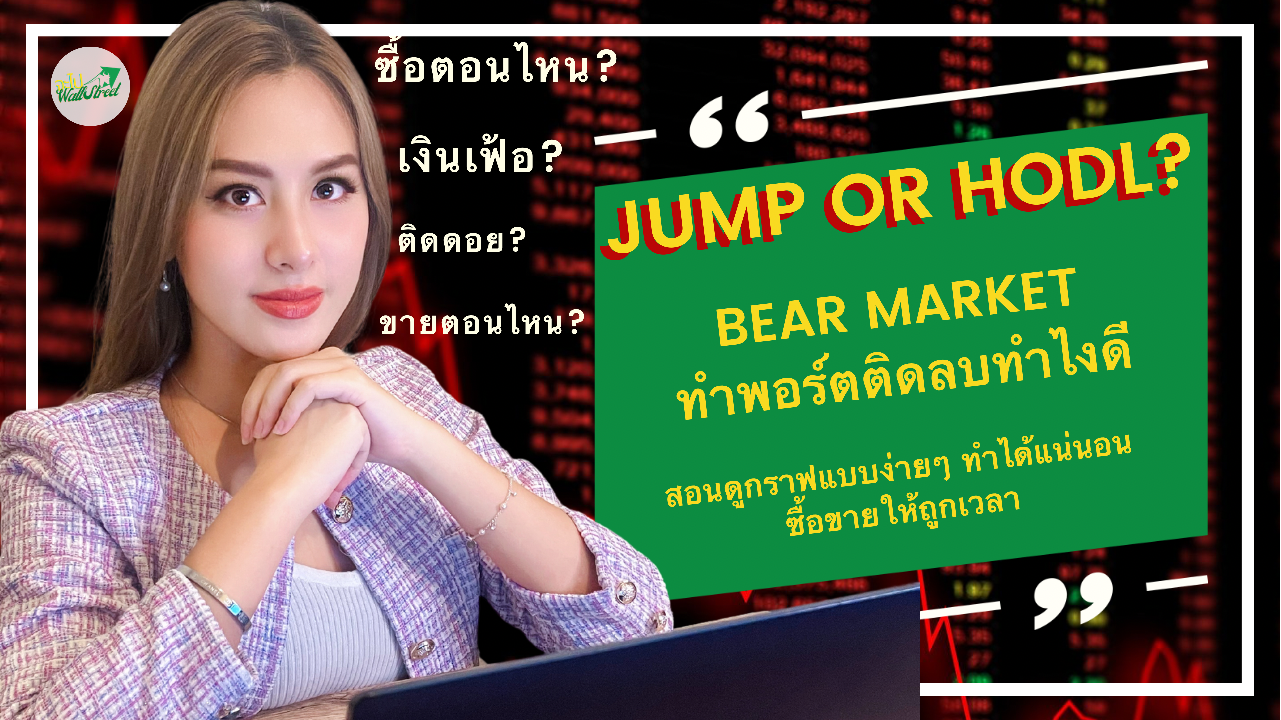 WallStreet
ซื้อตอนไหน?
เงินเฟ้อ?
ติดดอย?
ขายตอนไหน?
JUMP OR HODL?
BEAR MARKET
ทำพอร์ตติดลบทำไงดี
สอนดูกราฟแบบง่ายๆ ทำได้แน่นอน
ซื้อขายให้ถูกเวลา